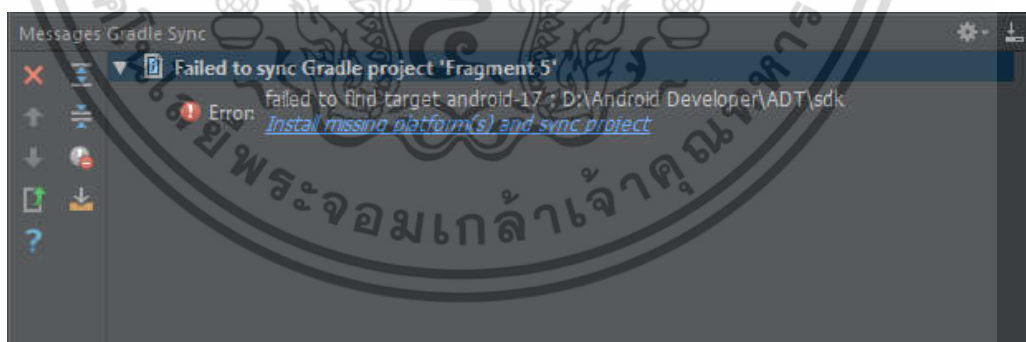 Messages Gradle Sync
Failed to sync Gradle project 'Fragment 5'
Error: failed to find target android-17 : D:\Android Developer\ADT\sdk
Install missing platform(s) and sync project
พระจอมเกล้าเจ้าคุณทหาร